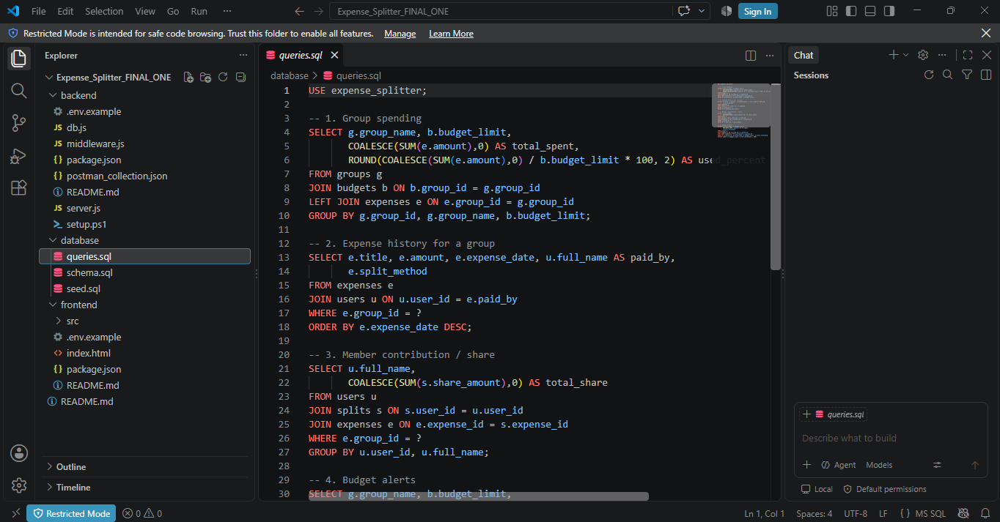 File Edit Selection View Go Run ···
Expense_Splitter_FINAL_ONE
Sign In
Restricted Mode is intended for safe code browsing. Trust this folder to enable all features. Manage Learn More
Explorer
Expense_Splitter_FINAL_ONE
backend
.env.example
JS db.js
JS middleware.js
{} package.json
{} postman_collection.json
README.md
JS server.js
setup.ps1
database
queries.sql
schema.sql
seed.sql
frontend
src
.env.example
<> index.html
{} package.json
README.md
README.md
Outline
Timeline
queries.sql
database > queries.sql
1 USE expense_splitter;
2
3 -- 1. Group spending
4 SELECT g.group_name, b.budget_limit,
5 COALESCE(SUM(e.amount),0) AS total_spent,
6 ROUND(COALESCE(SUM(e.amount),0) / b.budget_limit * 100, 2) AS used_percent
7 FROM groups g
8 JOIN budgets b ON b.group_id = g.group_id
9 LEFT JOIN expenses e ON e.group_id = g.group_id
10 GROUP BY g.group_id, g.group_name, b.budget_limit;
11
12 -- 2. Expense history for a group
13 SELECT e.title, e.amount, e.expense_date, u.full_name AS paid_by,
14 e.split_method
15 FROM expenses e
16 JOIN users u ON u.user_id = e.paid_by
17 WHERE e.group_id = ?
18 ORDER BY e.expense_date DESC;
19
20 -- 3. Member contribution / share
21 SELECT u.full_name,
22 COALESCE(SUM(s.share_amount),0) AS total_share
23 FROM users u
24 JOIN splits s ON s.user_id = u.user_id
25 JOIN expenses e ON e.expense_id = s.expense_id
26 WHERE e.group_id = ?
27 GROUP BY u.user_id, u.full_name;
28
29 -- 4. Budget alerts
30 SELECT g.group_name, b.budget_limit,
Chat
Sessions
queries.sql
Describe what to build
Agent Models
Local Default permissions
Restricted Mode 0 0
Ln 1, Col 1 Spaces: 4 UTF-8 LF {} MS SQL